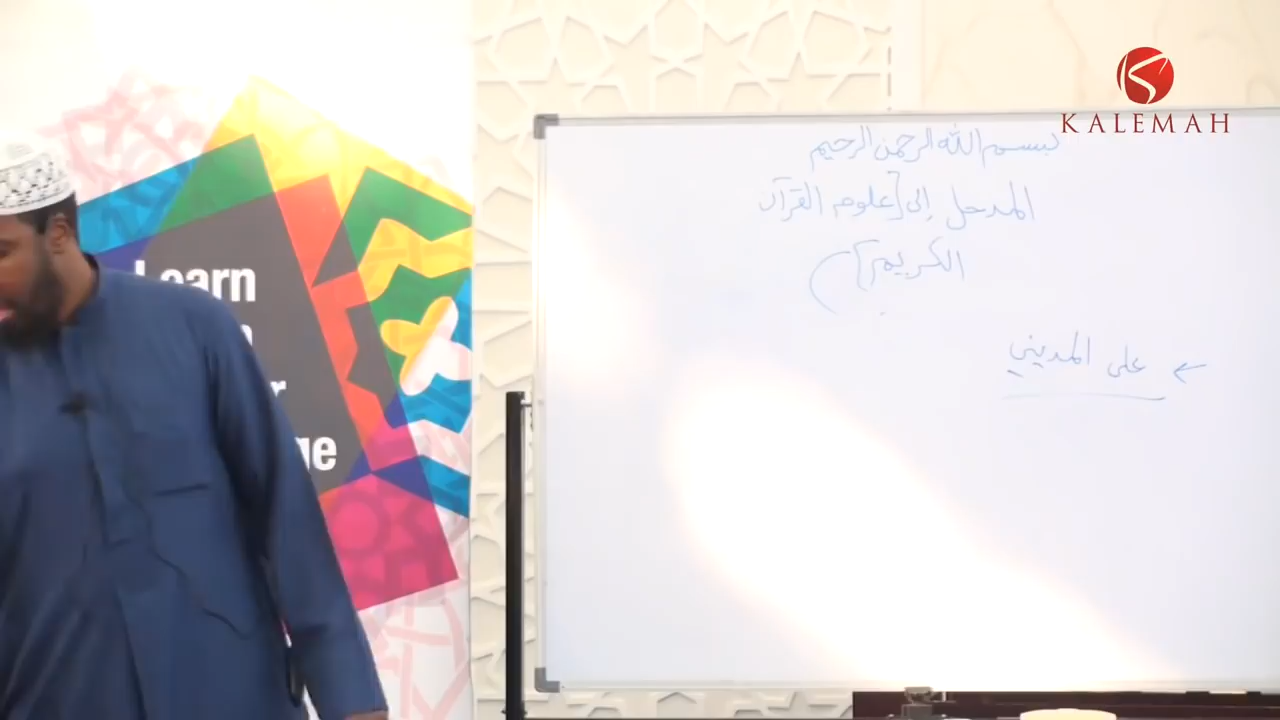 KALEMAH
بسم الله الرحمن الرحيم
المدخل إلى [علوم القرآن
الكريم]
← على المديني
Learn
ge